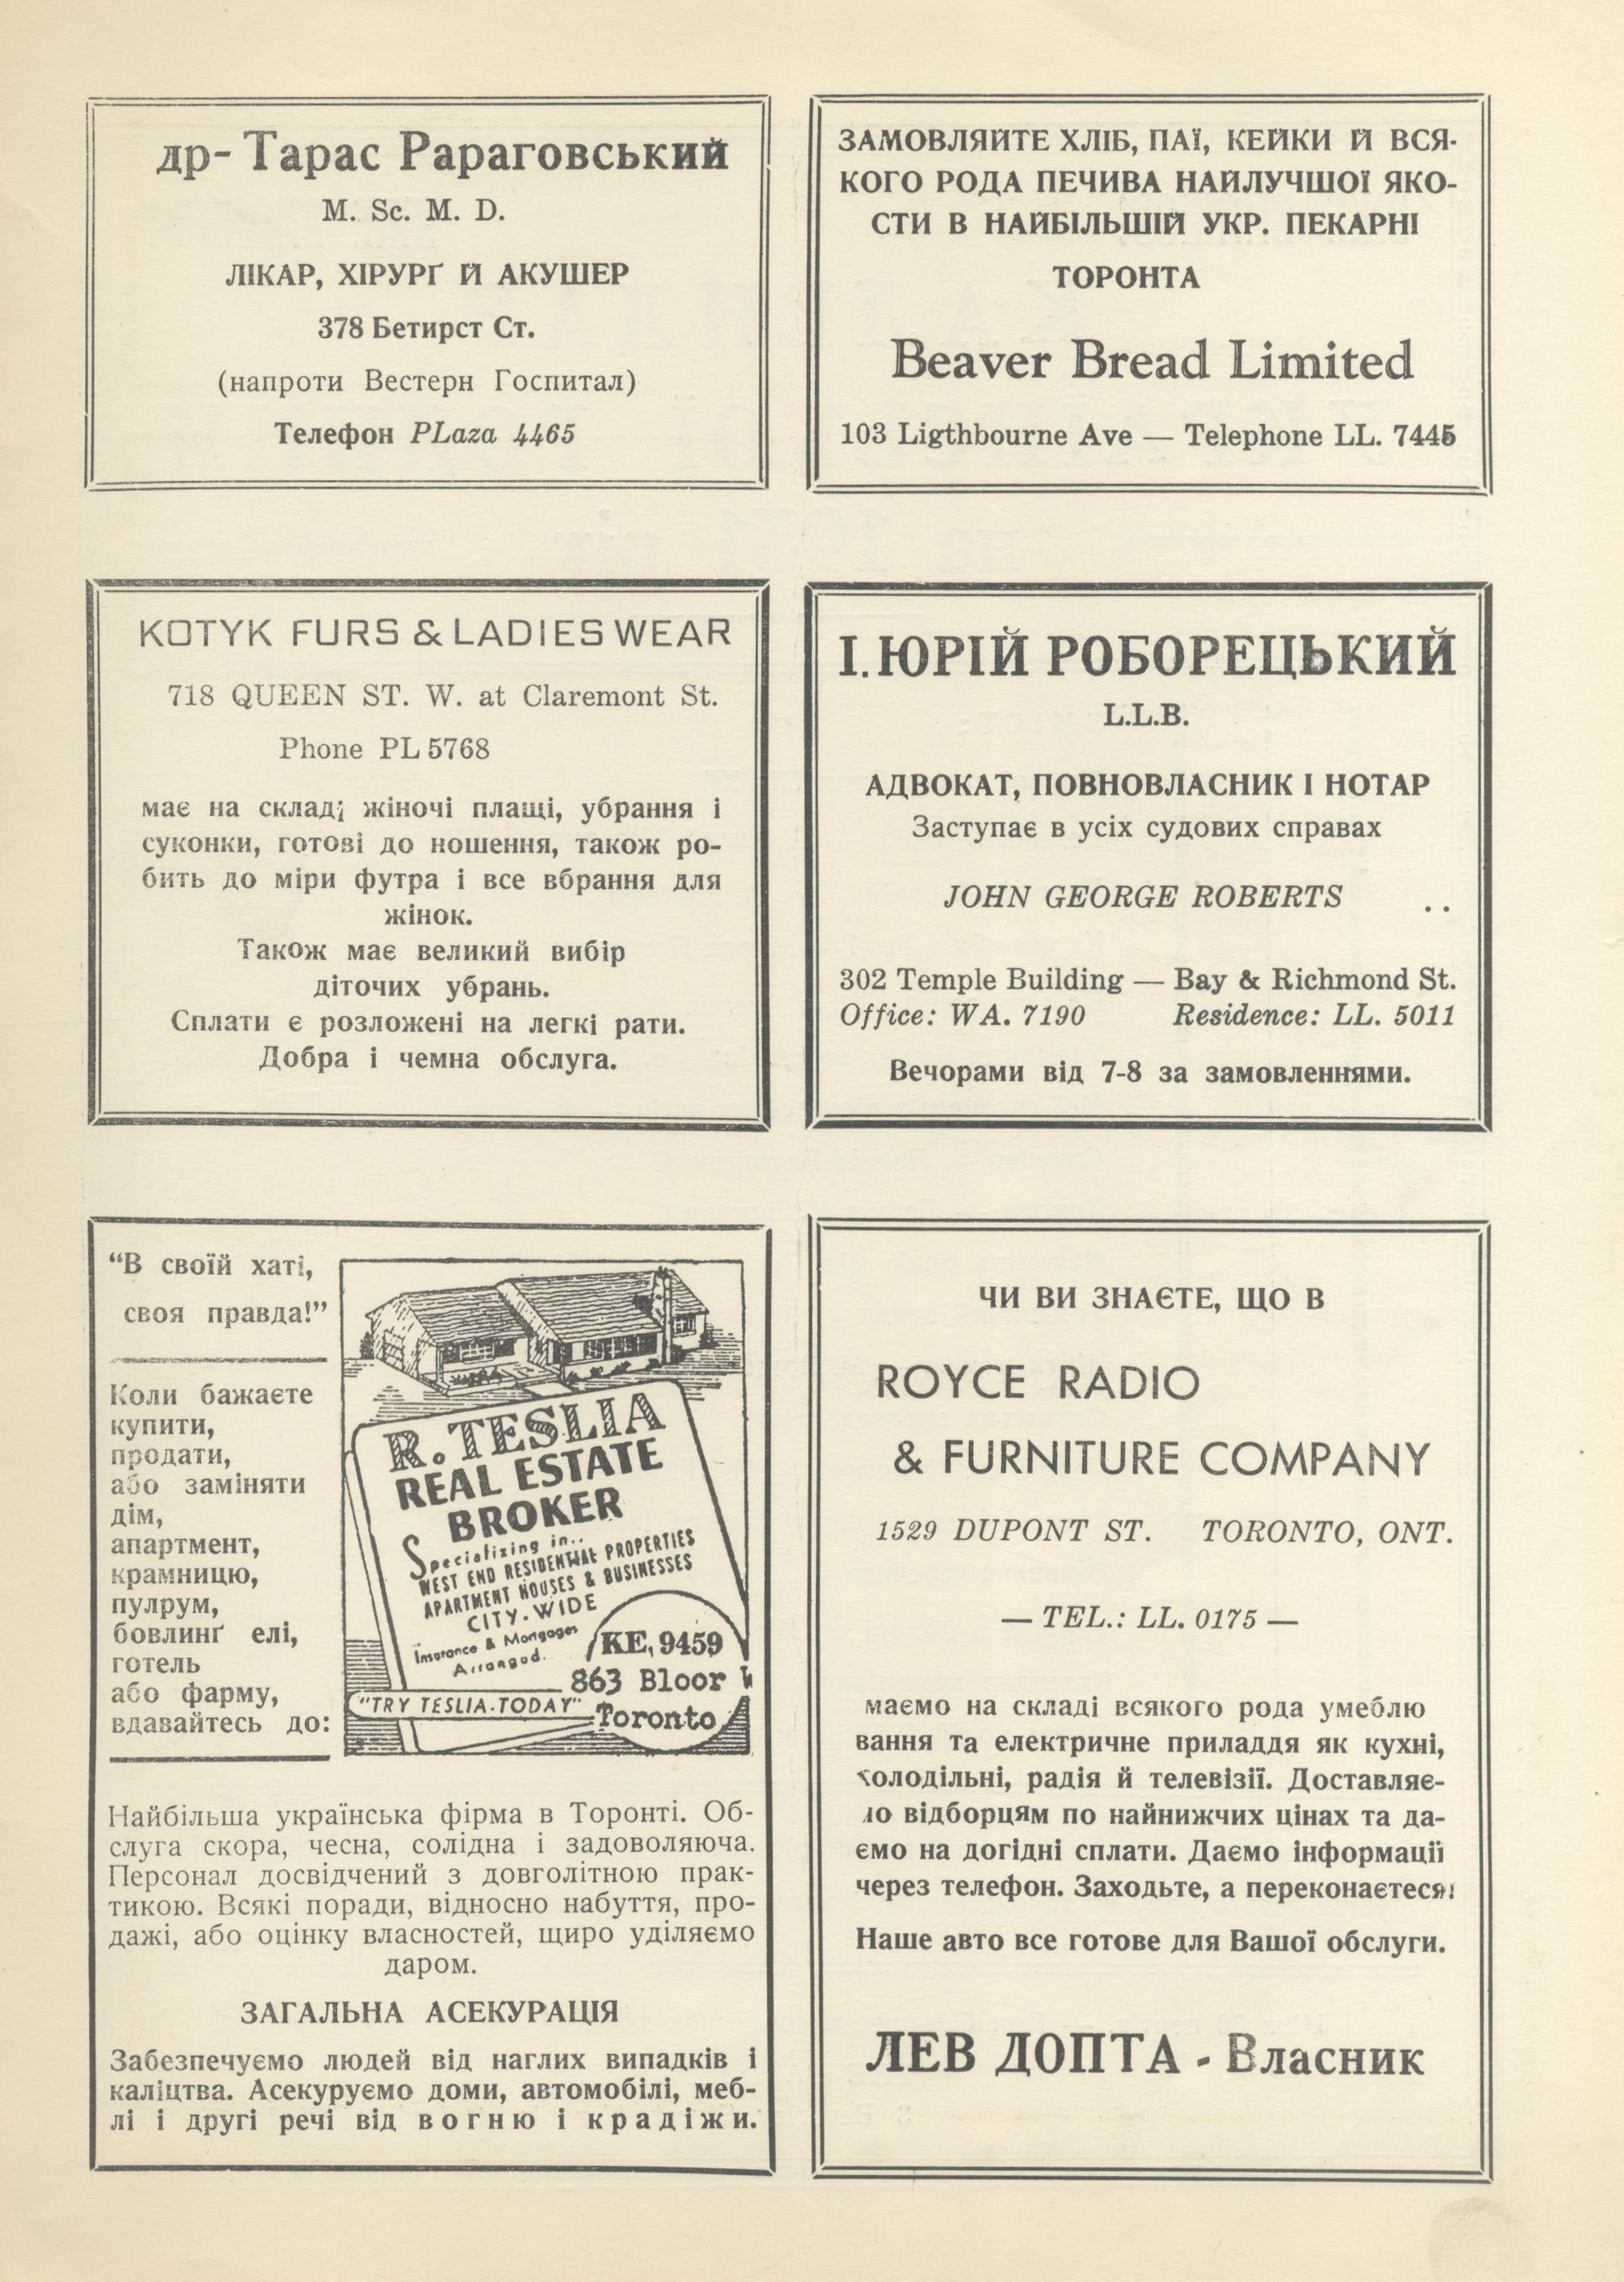 др- Тарас Рараговський
M. Sc. M. D.
ЛІКАР, ХІРУРҐ Й АКУШЕР
378 Бетирст Ст.
(напроти Вестерн Госпитал)
Телефон PLaza 4465
ЗАМОВЛЯЙТЕ ХЛІБ, ПАЇ, КЕЙКИ Й ВСЯ-
КОГО РОДА ПЕЧИВА НАЙЛУЧШОЇ ЯКО-
СТИ В НАЙБІЛЬШІЙ УКР. ПЕКАРНІ
ТОРОНТА
Beaver Bread Limited
103 Ligthbourne Ave — Telephone LL. 7445
KOTYK FURS & LADIES WEAR
718 QUEEN ST. W. at Claremont St.
Phone PL 5768
має на складі жіночі плащі, убрання і
суконки, готові до ношення, також ро-
бить до міри футра і все вбрання для
жінок.
Також має великий вибір
діточих убрань.
Сплати є розложені на легкі рати.
Добра і чемна обслуга.
І. ЮРІЙ РОБОРЕЦЬКИЙ
L.L.B.
АДВОКАТ, ПОВНОВЛАСНИК І НОТАР
Заступає в усіх судових справах
JOHN GEORGE ROBERTS ..
302 Temple Building — Bay & Richmond St.
Office: WA. 7190 Residence: LL. 5011
Вечорами від 7-8 за замовленнями.
“В своїй хаті,
своя правда!”
Коли бажаєте
купити,
продати,
або заміняти
дім,
апартмент,
крамницю,
пулрум,
бовлинґ елі,
готель
або фарму,
вдавайтесь до:
R. TESLIA
REAL ESTATE
BROKER
Specializing in..
WEST END RESIDENTIAL PROPERTIES
APARTMENT HOUSES & BUSINESSES
CITY-WIDE
Insurance & Mortgages
Arranged.
KE, 9459
863 Bloor W
"TRY TESLIA-TODAY"
Toronto
Найбільша українська фірма в Торонті. Об-
слуга скора, чесна, солідна і задоволяюча.
Персонал досвідчений з довголітною прак-
тикою. Всякі поради, відносно набуття, про-
дажі, або оцінку власностей, щиро уділяємо
даром.
ЗАГАЛЬНА АСЕКУРАЦІЯ
Забезпечуємо людей від наглих випадків і
каліцтва. Асекуруємо доми, автомобілі, меб-
лі і другі речі від вогню і крадіжи.
ЧИ ВИ ЗНАЄТЕ, ЩО В
ROYCE RADIO
& FURNITURE COMPANY
1529 DUPONT ST. TORONTO, ONT.
— TEL.: LL. 0175 —
маємо на складі всякого рода умеблю
вання та електричне приладдя як кухні,
холодільні, радія й телевізії. Доставляє-
мо відборцям по найнижчих цінах та да-
ємо на догідні сплати. Даємо інформації
через телефон. Заходьте, а переконаєтеся!
Наше авто все готове для Вашої обслуги.
ЛЕВ ДОПТА - Власник